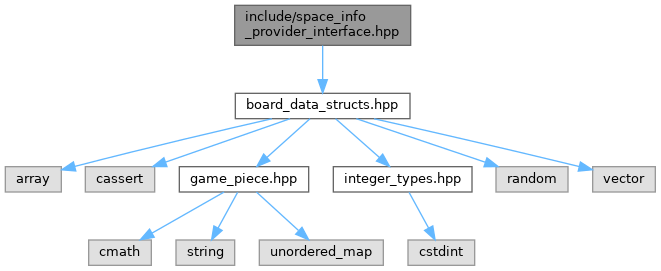 include/space_info
_provider_interface.hpp
board_data_structs.hpp
array
cassert
game_piece.hpp
integer_types.hpp
random
vector
cmath
string
unordered_map
cstdint